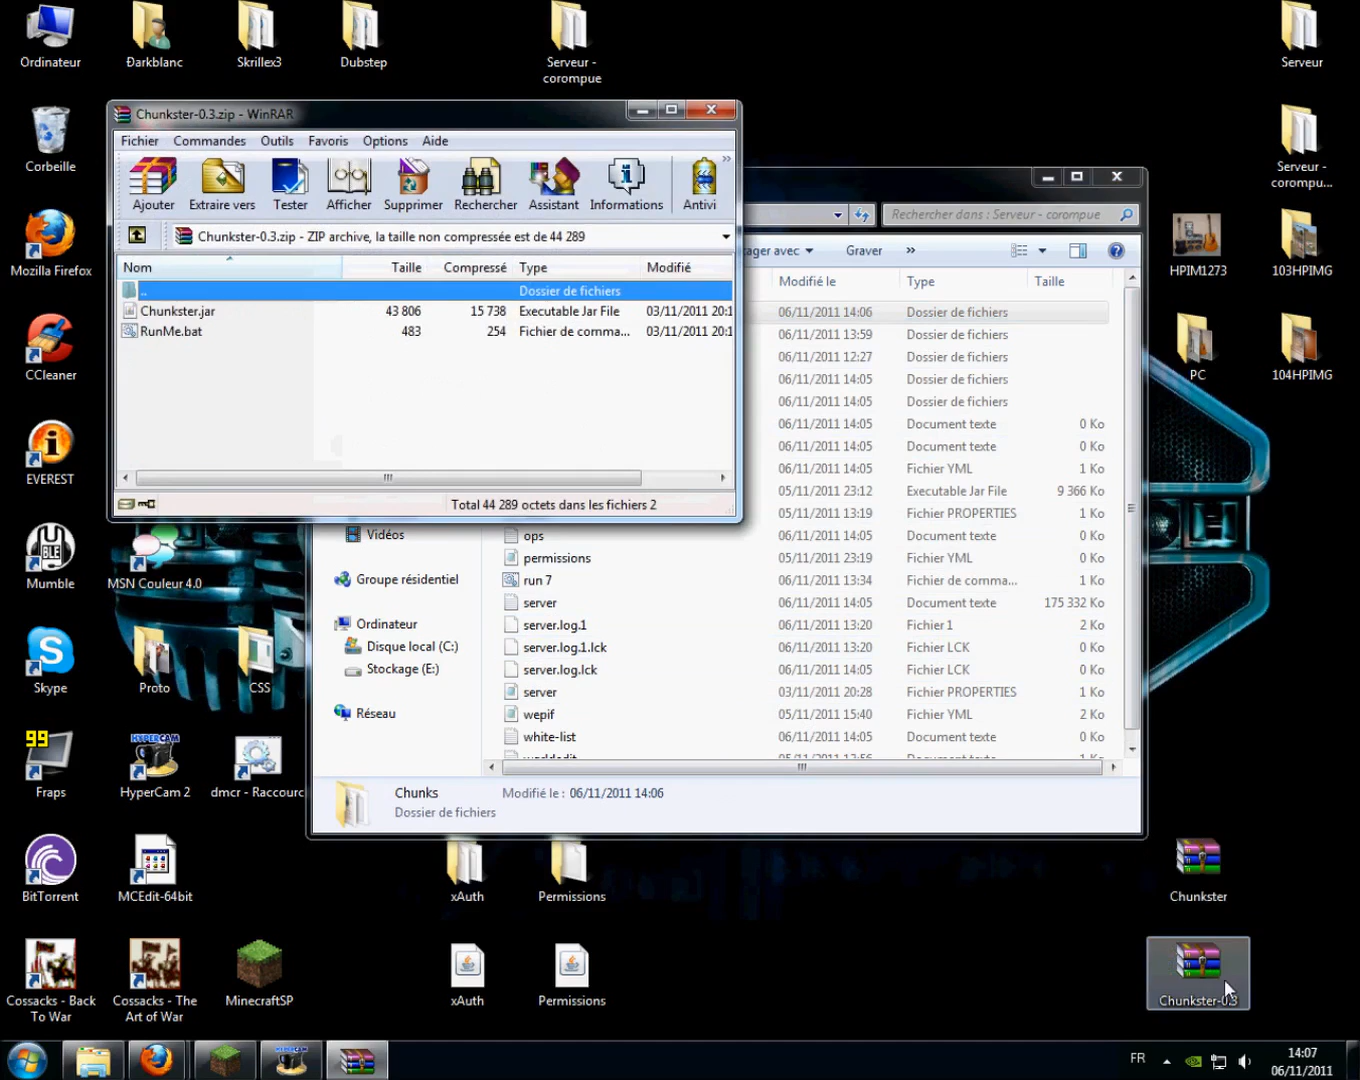 Ordinateur
Đarkblanc
Skrillex3
Dubstep
Serveur -
corompue
Serveur
Corbeille
Serveur -
corompu...
Mozilla Firefox
HPIM1273
103HPIMG
CCleaner
PC
104HPIMG
EVEREST
Mumble
MSN Couleur 4.0
Skype
Proto
CSS
99
Fraps
HYPERCAM
HyperCam 2
dmcr - Raccourc
BitTorrent
MCEdit-64bit
xAuth
Permissions
Chunkster
Cossacks - Back
To War
Cossacks - The
Art of War
MinecraftSP
xAuth
Permissions
Chunkster-0.3
Chunkster-0.3.zip - WinRAR
Fichier Commandes Outils Favoris Options Aide
Ajouter Extraire vers Tester Afficher Supprimer Rechercher Assistant Informations Antivi
Chunkster-0.3.zip - ZIP archive, la taille non compressée est de 44 289
Nom Taille Compressé Type Modifié
.. Dossier de fichiers
Chunkster.jar 43 806 15 738 Executable Jar File 03/11/2011 20:1
RunMe.bat 483 254 Fichier de comma... 03/11/2011 20:1
Total 44 289 octets dans les fichiers 2
Rechercher dans : Serveur - corompue
tager avec Graver »
Modifié le Type Taille
06/11/2011 14:06 Dossier de fichiers
06/11/2011 13:59 Dossier de fichiers
06/11/2011 12:27 Dossier de fichiers
06/11/2011 14:05 Dossier de fichiers
06/11/2011 14:05 Dossier de fichiers
06/11/2011 14:05 Document texte 0 Ko
06/11/2011 14:05 Document texte 0 Ko
06/11/2011 14:05 Fichier YML 1 Ko
05/11/2011 23:12 Executable Jar File 9 366 Ko
05/11/2011 13:19 Fichier PROPERTIES 1 Ko
ops 06/11/2011 14:05 Document texte 0 Ko
permissions 05/11/2011 23:19 Fichier YML 1 Ko
run 7 06/11/2011 13:34 Fichier de comma... 1 Ko
server 06/11/2011 14:05 Document texte 175 332 Ko
server.log.1 06/11/2011 13:20 Fichier 1 2 Ko
server.log.1.lck 06/11/2011 13:20 Fichier LCK 0 Ko
server.log.lck 06/11/2011 14:05 Fichier LCK 0 Ko
server 03/11/2011 20:28 Fichier PROPERTIES 1 Ko
wepif 05/11/2011 15:40 Fichier YML 2 Ko
white-list 06/11/2011 14:05 Document texte 0 Ko
Vidéos
Groupe résidentiel
Ordinateur
Disque local (C:)
Stockage (E:)
Réseau
Chunks Modifié le : 06/11/2011 14:06
Dossier de fichiers
FR
14:07
06/11/2011